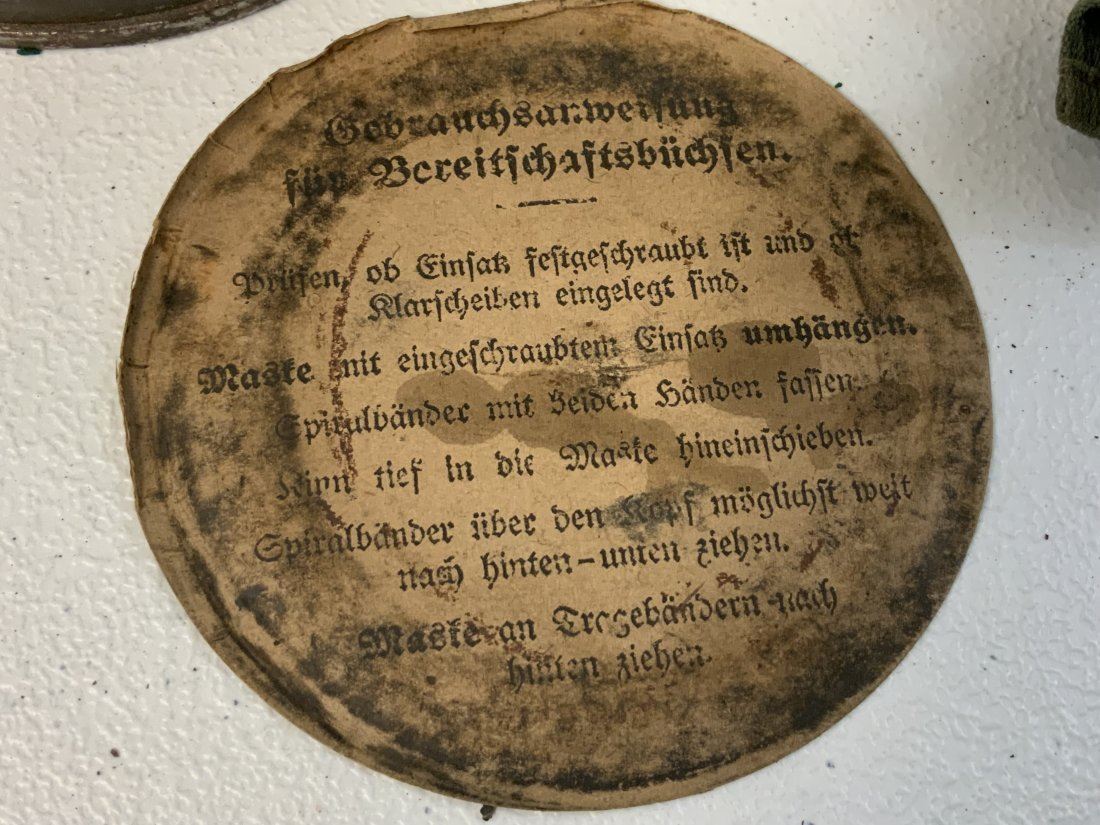 Gebrauchsanweisung
für Bereitschaftsbüchsen.
Prüfen, ob Einsatz festgeschraubt ist und ob
Klarscheiben eingelegt sind.
Maske mit eingeschraubtem Einsatz umhängen.
Spiralbänder mit beiden Händen fassen.
Kinn tief in die Maske hineinschieben.
Spiralbänder über den Kopf möglichst weit
nach hinten-unten ziehen.
Maske an Tragebändern nach
hinten ziehen.